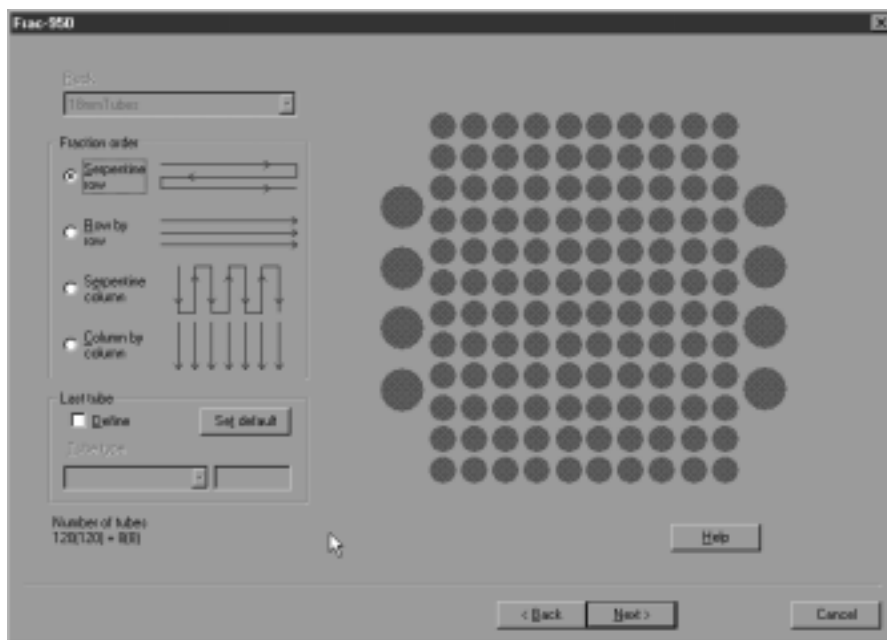 Frac-950
Rack
18mmTubes
Fraction order
Serpentine
row
Row by
row
Serpentine
column
Column by
column
Last tube
Define
Set default
Tube type
Number of tubes
120(120) + 8(8)
Help
< Back
Next >
Cancel